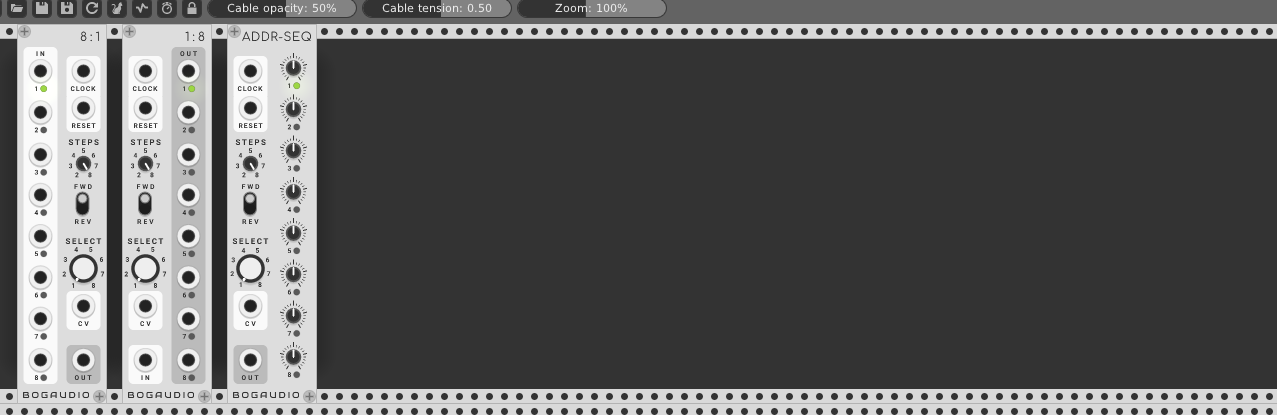 Cable opacity: 50%
Cable tension: 0.50
Zoom: 100%
8:1
IN
1
2
3
4
5
6
7
8
CLOCK
RESET
STEPS
2 3 4 5 6 7 8
FWD
REV
SELECT
1 2 3 4 5 6 7 8
CV
OUT
BOGAUDIO
1:8
CLOCK
RESET
STEPS
2 3 4 5 6 7 8
FWD
REV
SELECT
1 2 3 4 5 6 7 8
CV
IN
OUT
1
2
3
4
5
6
7
8
BOGAUDIO
ADDR-SEQ
CLOCK
RESET
STEPS
2 3 4 5 6 7 8
FWD
REV
SELECT
1 2 3 4 5 6 7 8
CV
OUT
1
2
3
4
5
6
7
8
BOGAUDIO